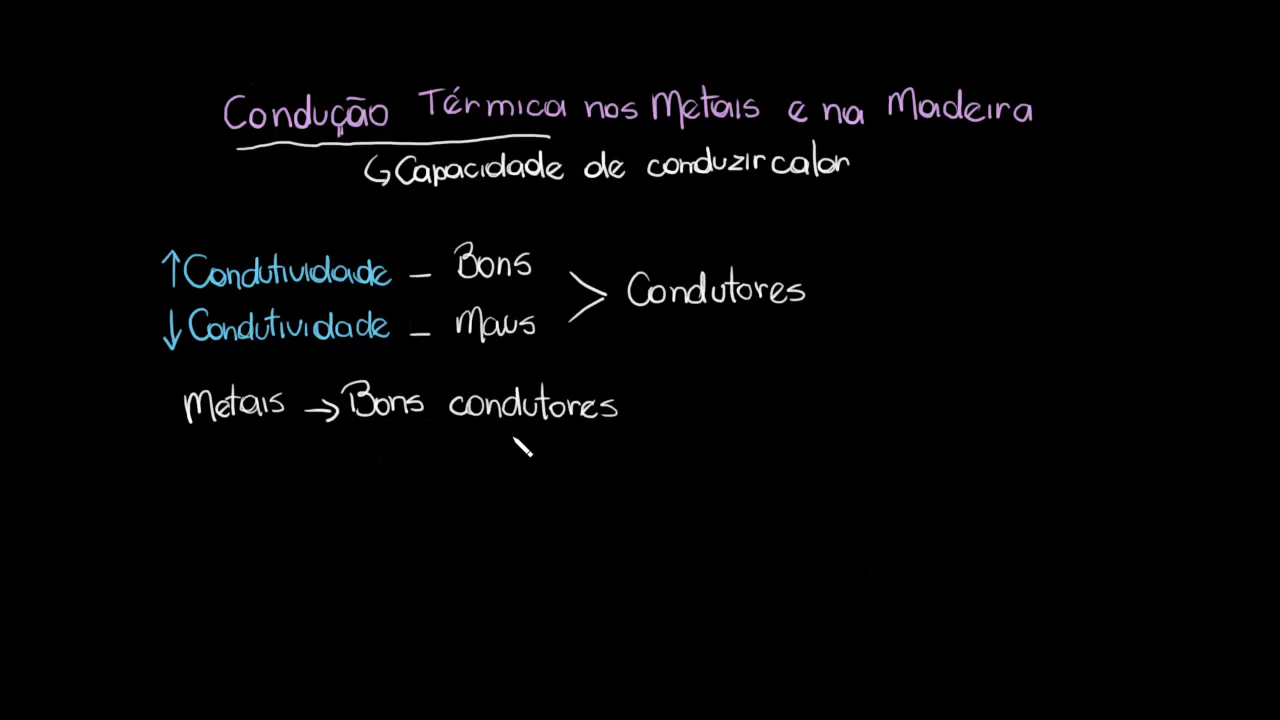 Condução Térmica nos Metais e na Madeira
↳ Capacidade de conduzir calor
↑ Condutividade - Bons
> Condutores
↓ Condutividade - Maus
Metais → Bons condutores